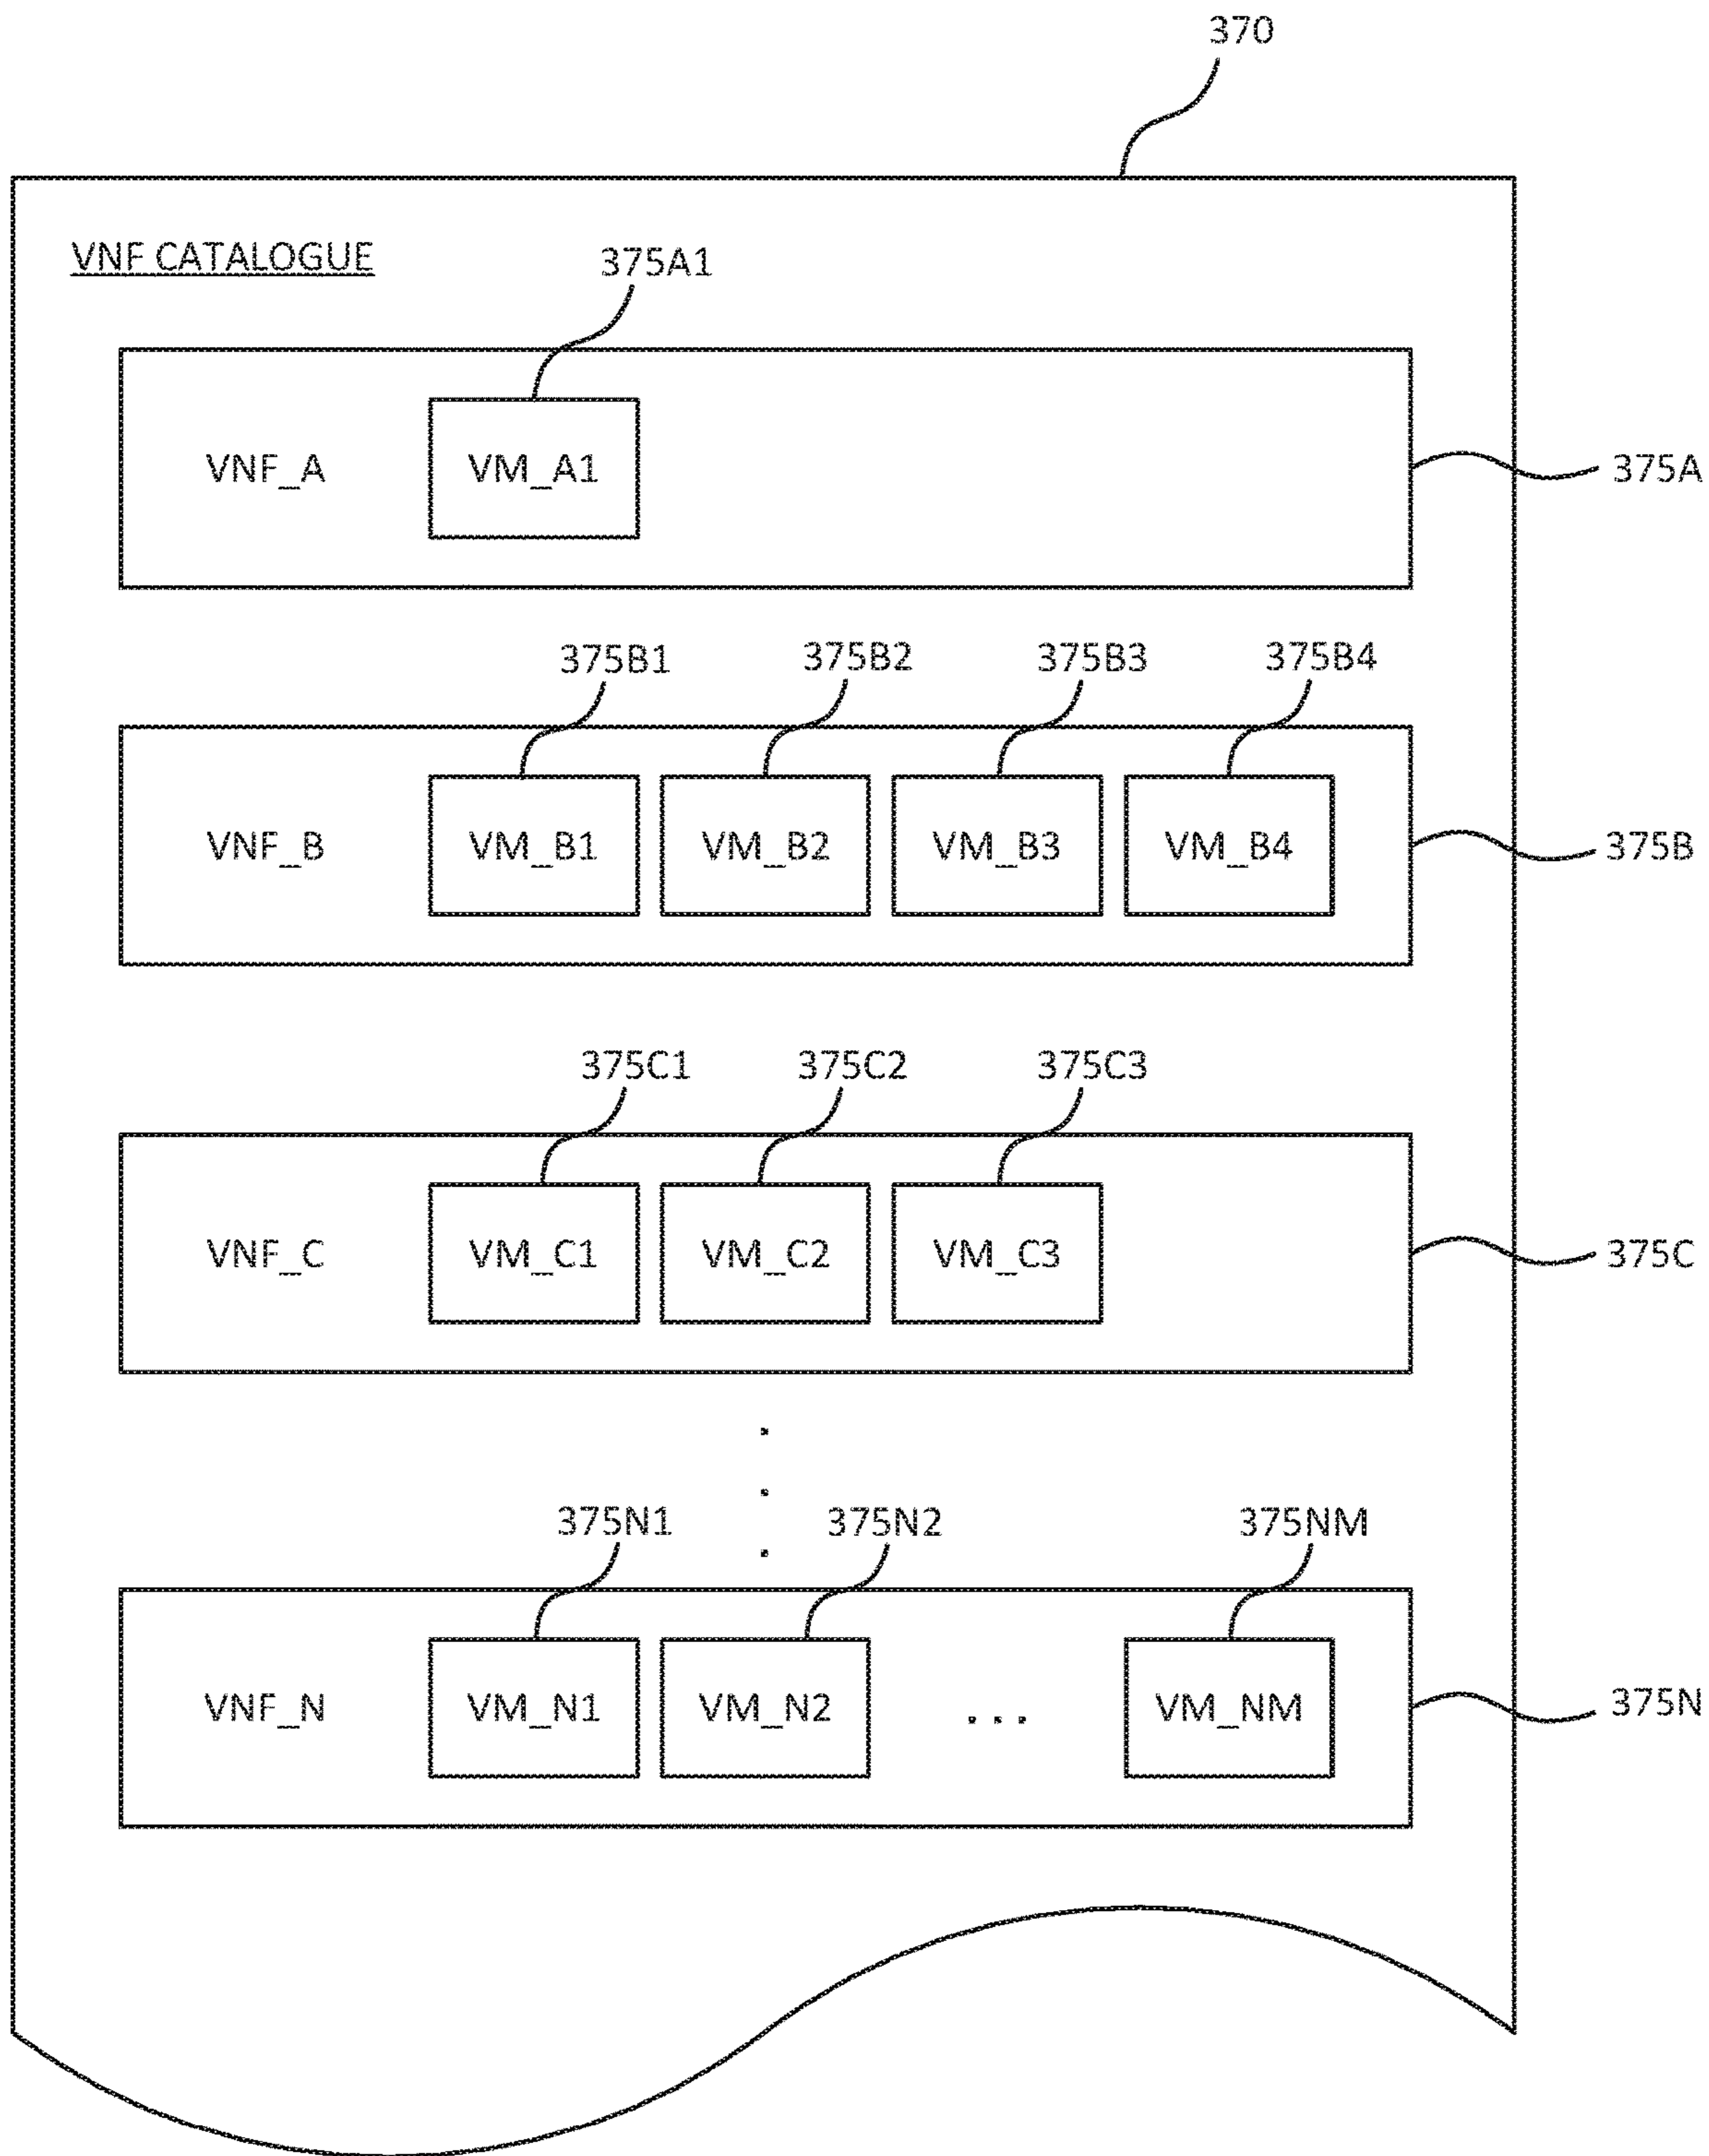 370
VNF CATALOGUE
375A1
VNF_A
VM_A1
375A
375B1 375B2 375B3 375B4
VNF_B
VM_B1
VM_B2
VM_B3
VM_B4
375B
375C1 375C2 375C3
VNF_C
VM_C1
VM_C2
VM_C3
375C
.
.
.
375N1 375N2 375NM
VNF_N
VM_N1
VM_N2
...
VM_NM
375N